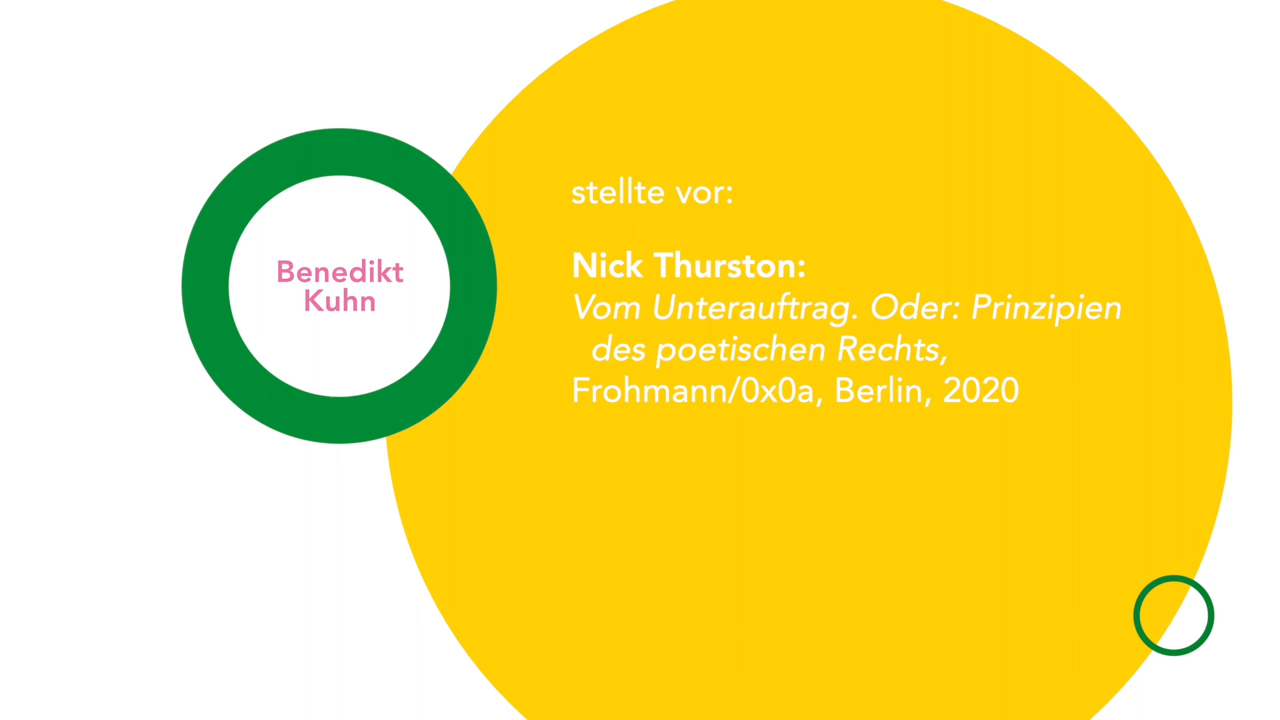 Benedikt
Kuhn
stellte vor:
Nick Thurston:
Vom Unterauftrag. Oder: Prinzipien
des poetischen Rechts,
Frohmann/0x0a, Berlin, 2020